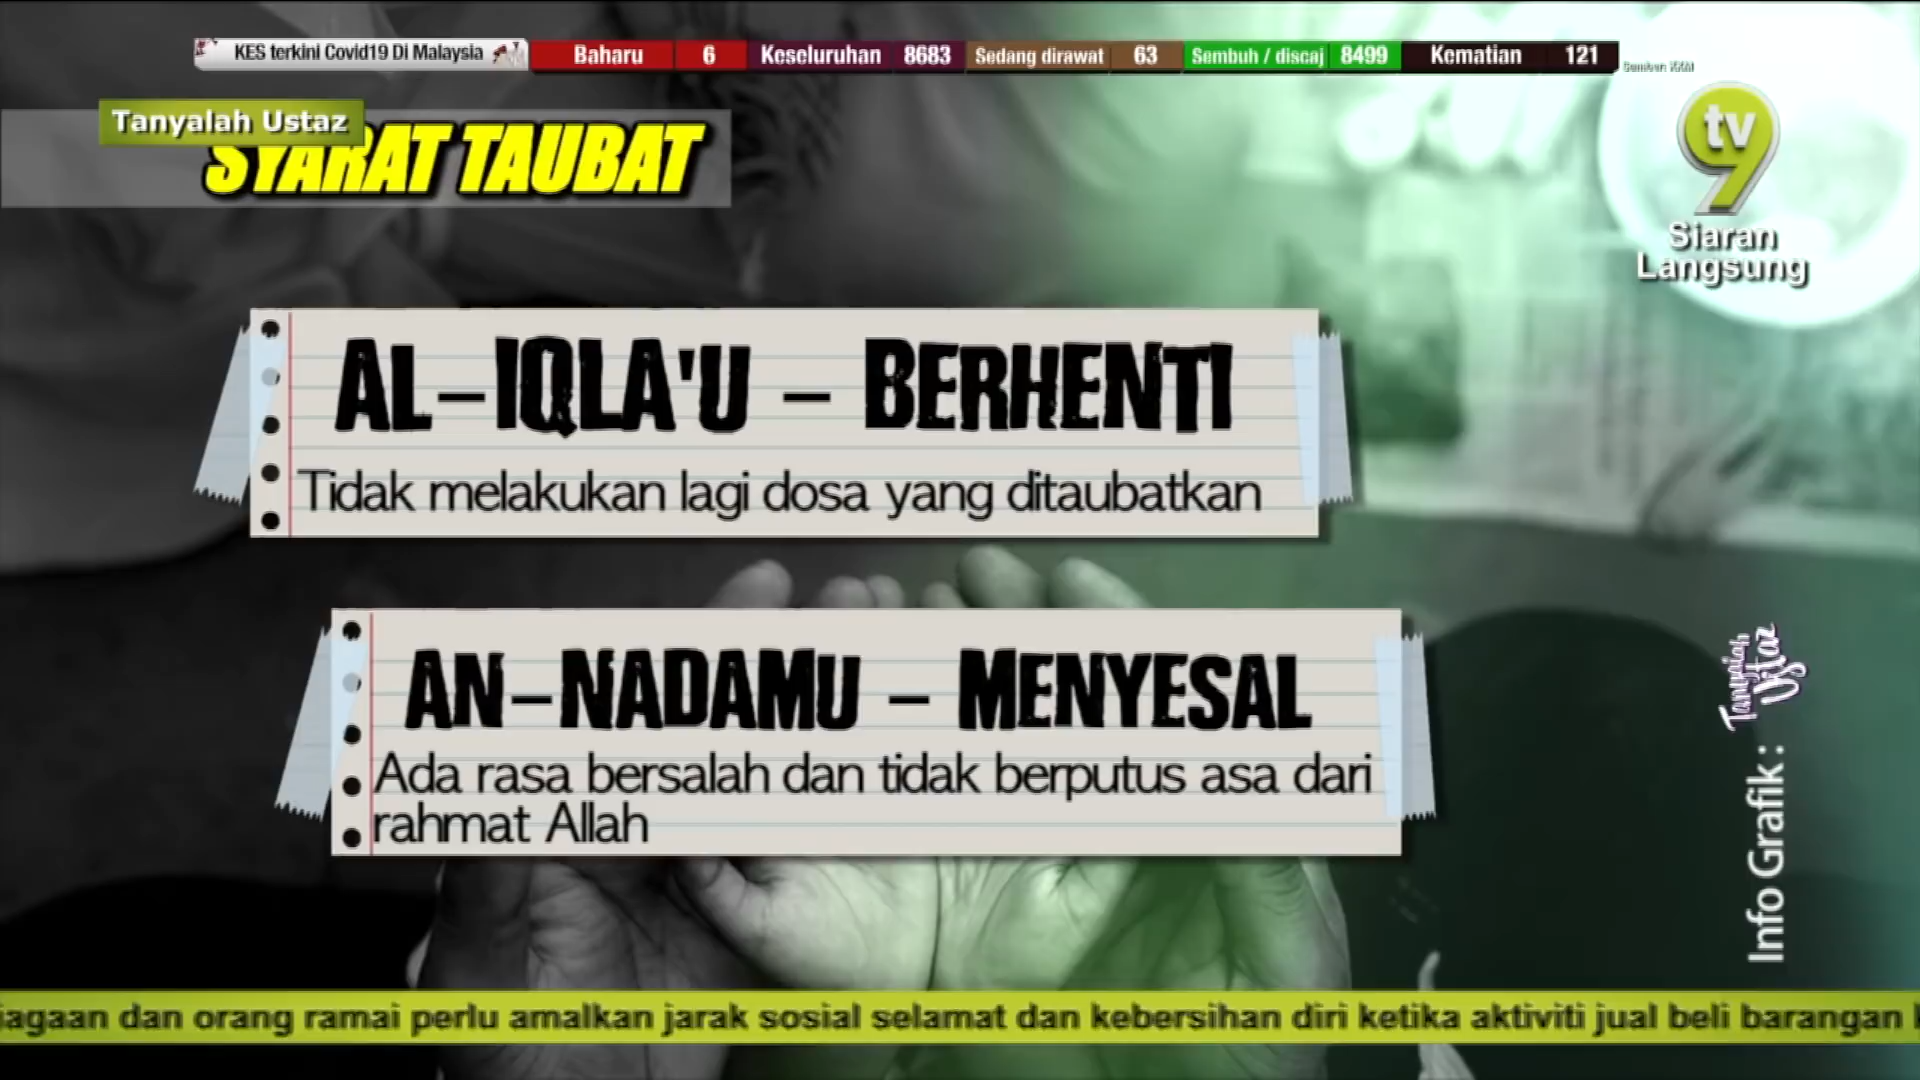 KES terkini Covid19 Di Malaysia Baharu 6 Keseluruhan 8683 Sedang dirawat 63 Sembuh / discaj 8499 Kematian 121
Sumber: KKM
Tanyalah Ustaz
SYARAT TAUBAT
tv9
Siaran
Langsung
AL-IQLA'U - BERHENTI
Tidak melakukan lagi dosa yang ditaubatkan
AN-NADAMU - MENYESAL
Ada rasa bersalah dan tidak berputus asa dari
rahmat Allah
Info Grafik : Tanyalah Ustaz
dan orang ramai perlu amalkan jarak sosial selamat dan kebersihan diri ketika aktiviti jual beli barangan